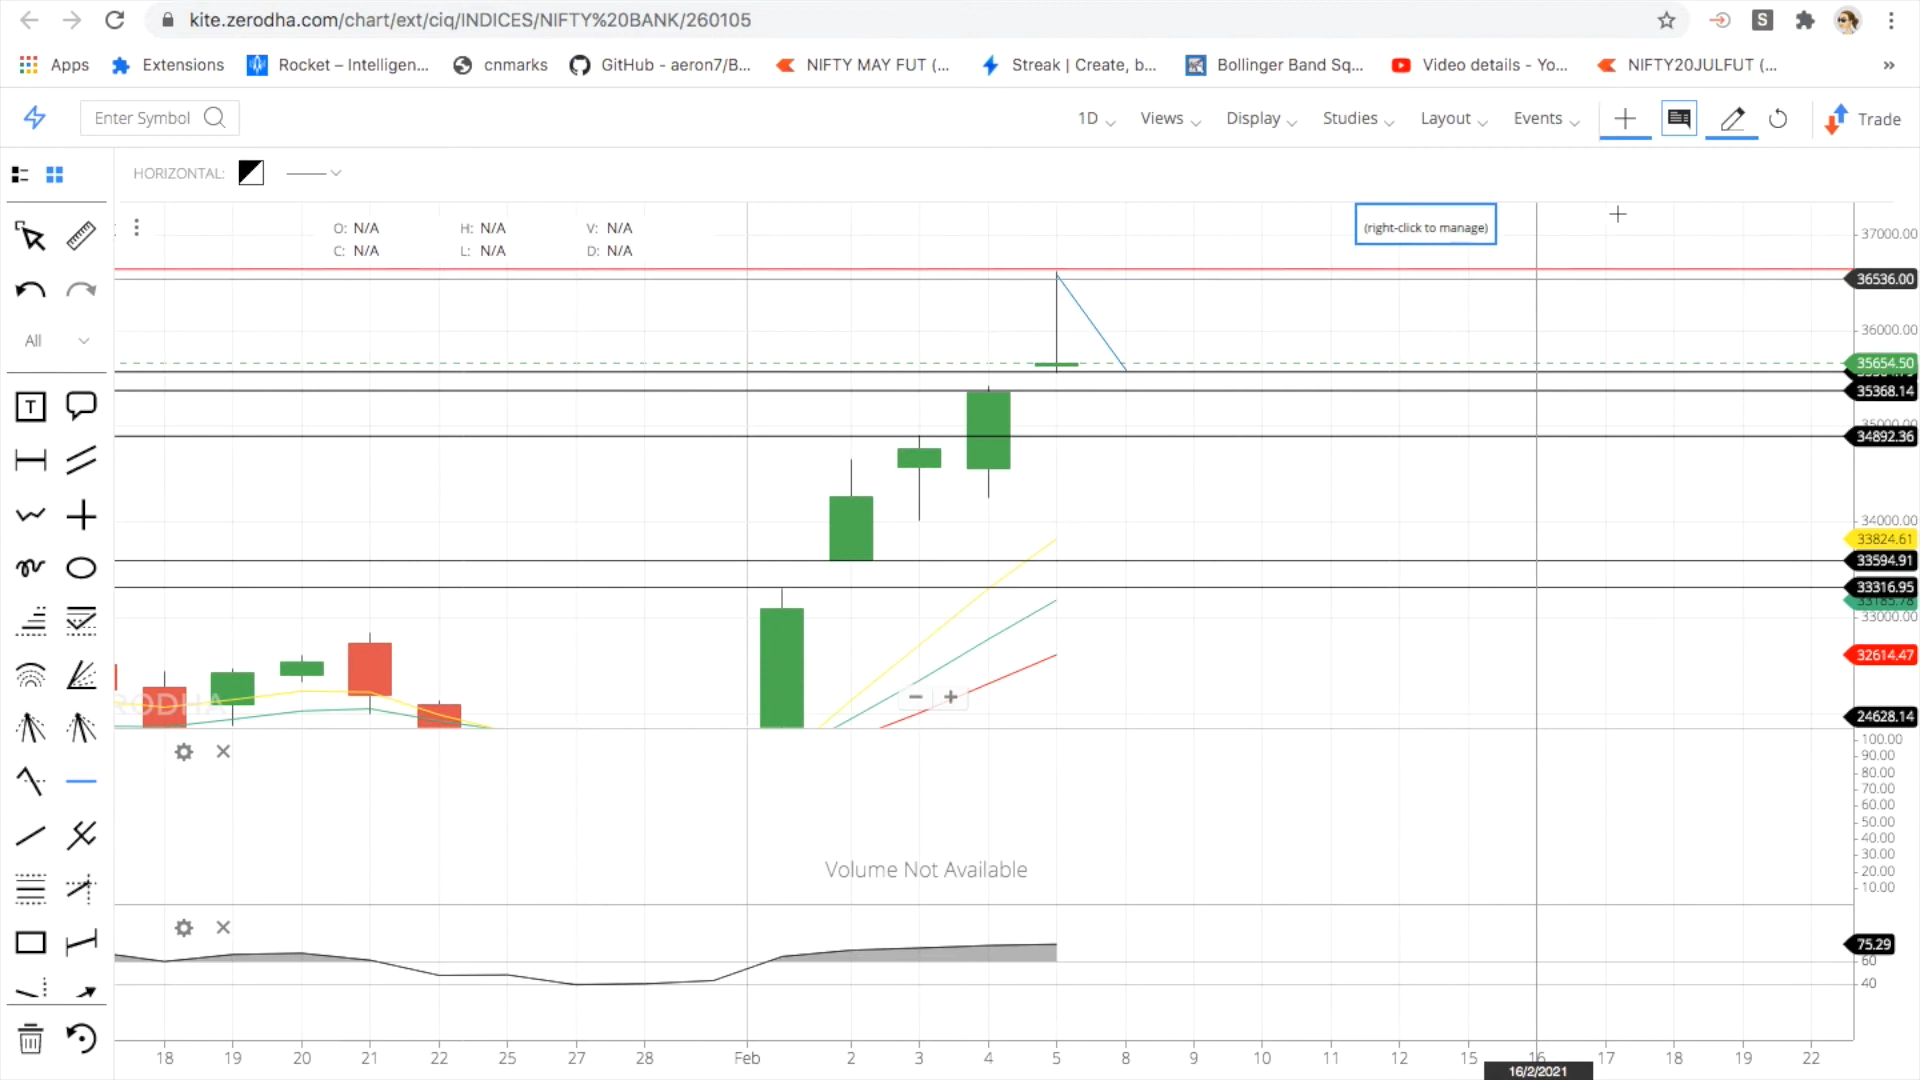 kite.zerodha.com/chart/ext/ciq/INDICES/NIFTY%20BANK/260105
S
Apps Extensions Rocket – Intelligen... cnmarks GitHub - aeron7/B... NIFTY MAY FUT (... Streak | Create, b... Bollinger Band Sq... Video details - Yo... NIFTY20JULFUT (... »
Enter Symbol 1D Views Display Studies Layout Events Trade
HORIZONTAL:
O: N/A H: N/A V: N/A
C: N/A L: N/A D: N/A
(right-click to manage)
37000.00
36536.00
36000.00
35654.50
35368.14
35000.00
34892.36
34000.00
33824.61
33594.91
33316.95
33185.78
33000.00
32614.47
24628.14
All
T
RODHA
100.00
90.00
80.00
70.00
60.00
50.00
40.00
30.00
20.00
10.00
Volume Not Available
75.29
60
40
18 19 20 21 22 25 27 28 Feb 2 3 4 5 8 9 10 11 12 15 16 17 18 19 22
16/2/2021